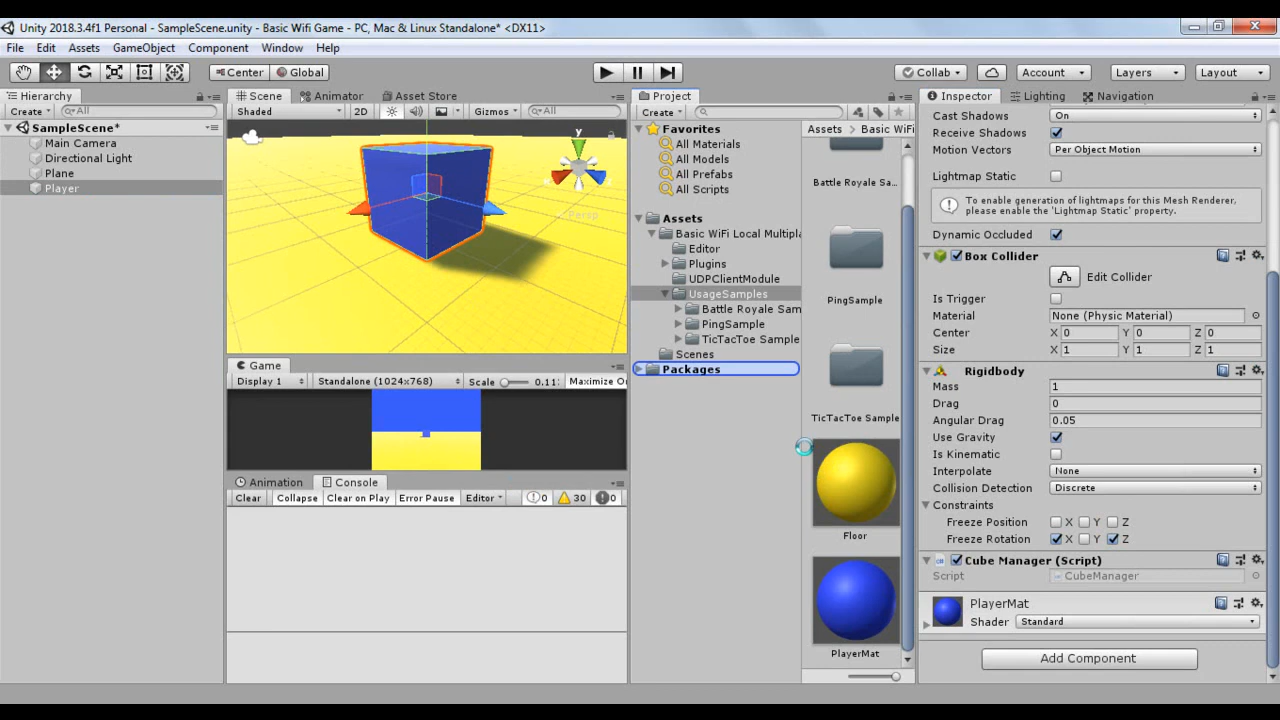 Unity 2018.3.4f1 Personal - SampleScene.unity - Basic Wifi Game - PC, Mac & Linux Standalone* <DX11>
File Edit Assets GameObject Component Window Help
Center Global Collab Account Layers Layout
Hierarchy
Create All
SampleScene*
Main Camera
Directional Light
Plane
Player
Scene Animator Asset Store
Shaded 2D Gizmos All
y
Persp
Game
Display 1 Standalone (1024x768) Scale 0.11: Maximize On
Animation Console
Clear Collapse Clear on Play Error Pause Editor 0 30 0
Project
Create
Favorites
All Materials
All Models
All Prefabs
All Scripts
Assets
Basic WiFi Local Multipla
Editor
Plugins
UDPClientModule
UsageSamples
Battle Royale Sam
PingSample
TicTacToe Sample
Scenes
Packages
Assets Basic WiFi
Battle Royale Sa...
PingSample
TicTacToe Sample
Floor
PlayerMat
Inspector Lighting Navigation
Cast Shadows On
Receive Shadows
Motion Vectors Per Object Motion
Lightmap Static
To enable generation of lightmaps for this Mesh Renderer,
please enable the 'Lightmap Static' property.
Dynamic Occluded
Box Collider
Edit Collider
Is Trigger
Material None (Physic Material)
Center X 0 Y 0 Z 0
Size X 1 Y 1 Z 1
Rigidbody
Mass 1
Drag 0
Angular Drag 0.05
Use Gravity
Is Kinematic
Interpolate None
Collision Detection Discrete
Constraints
Freeze Position X Y Z
Freeze Rotation X Y Z
Cube Manager (Script)
Script CubeManager
PlayerMat
Shader Standard
Add Component